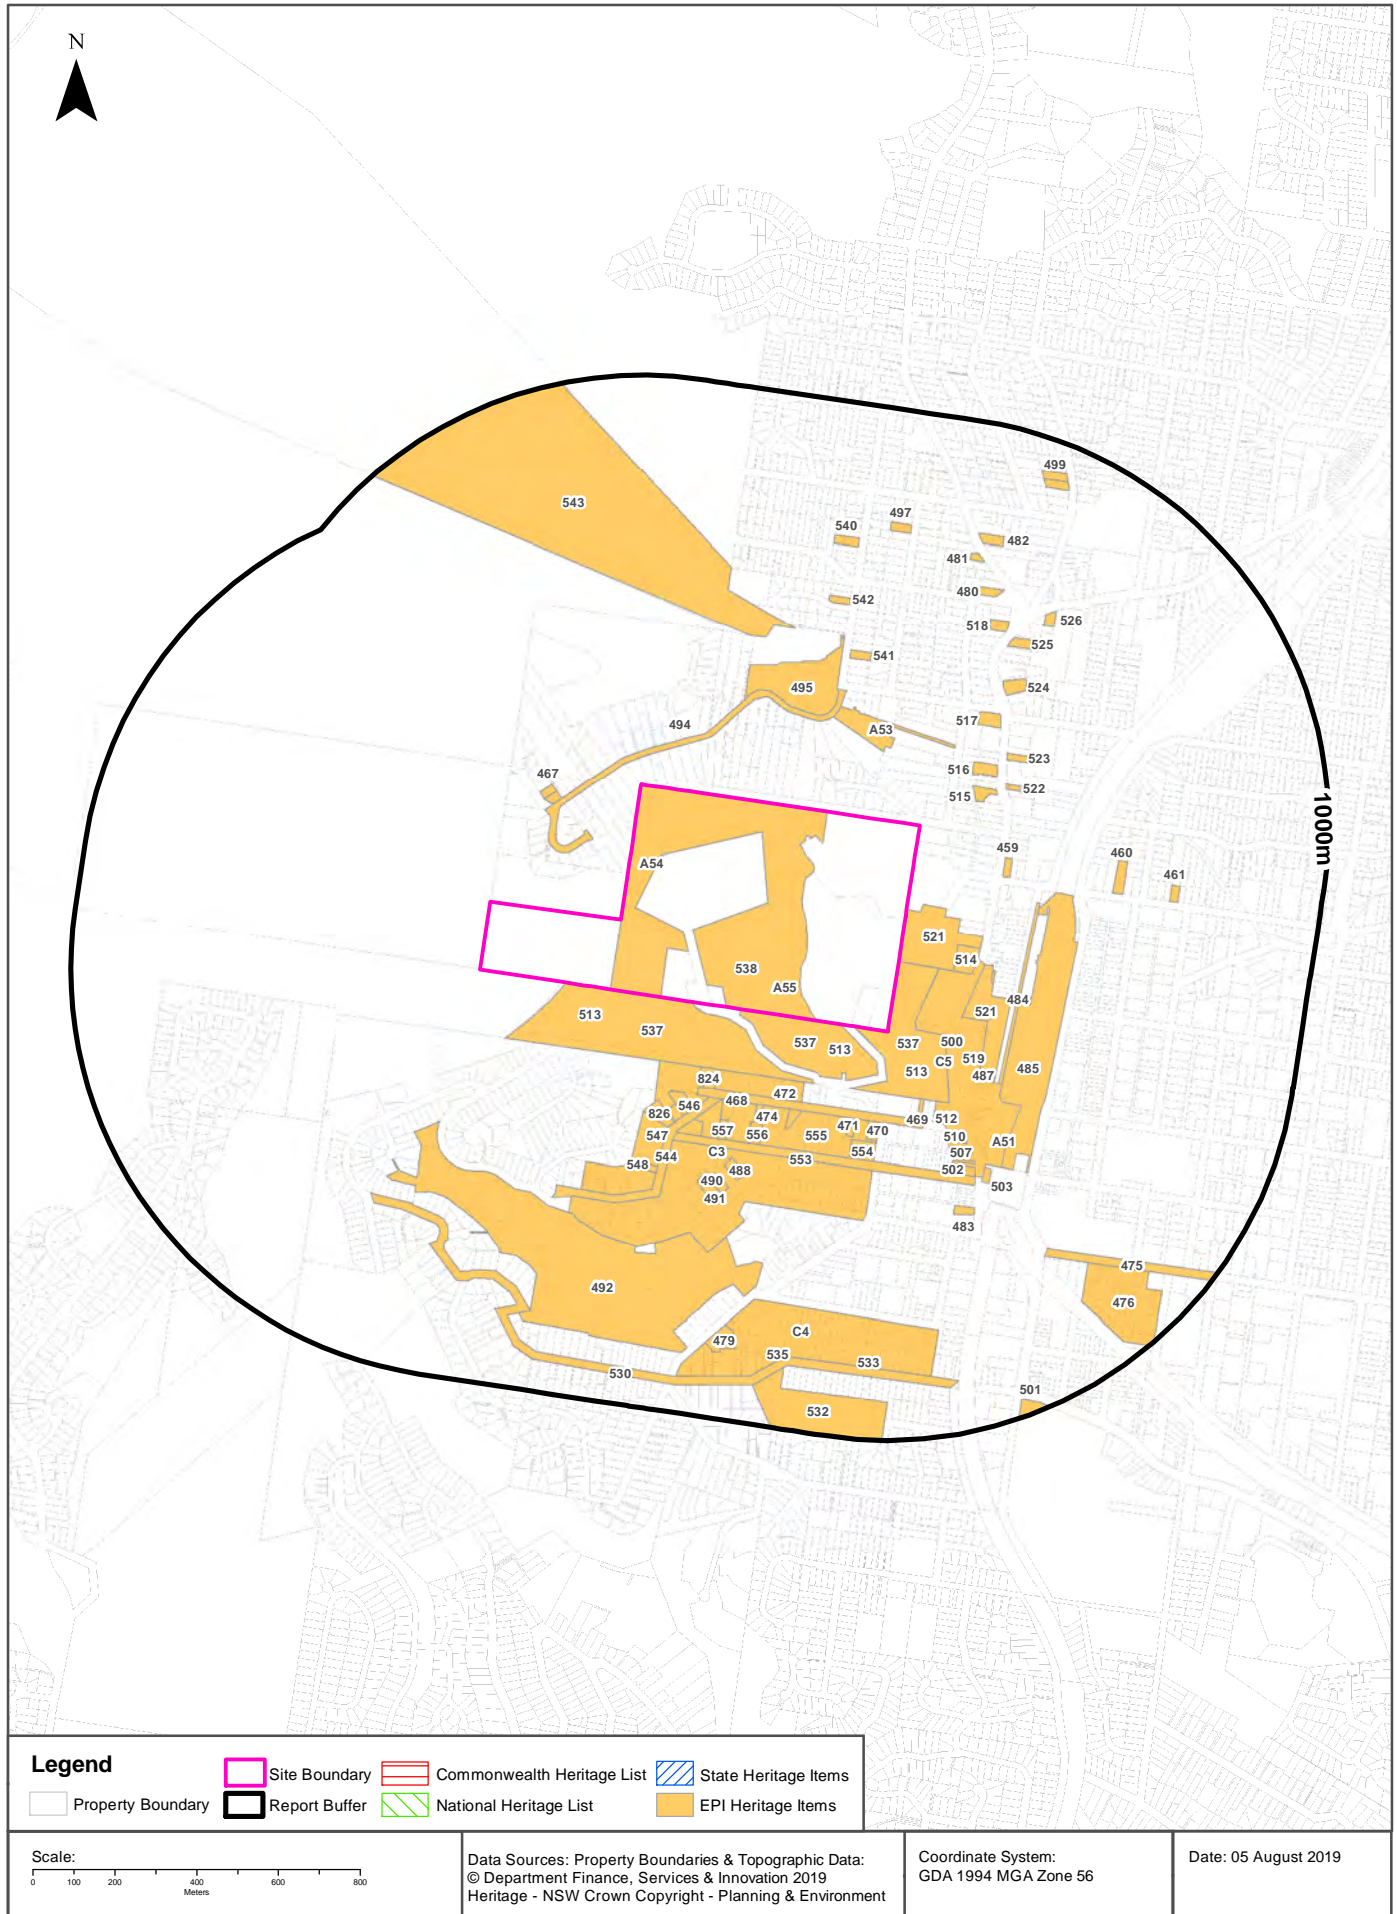 N
499
543
497
540
482
481
480
542
526
518
525
541
524
495
517
494
A53
523
516
467
522
515
1000m
459
460
A54
461
521
514
538
A55
484
513
521
537
537
513
537
500
C5
519
513
487
485
824
472
546
468
826
474
471
470
469
512
557
556
555
510
A51
547
C3
554
507
548
544
553
502
488
490
503
491
483
475
492
476
C4
479
535
533
530
501
532
Legend
Site Boundary
Commonwealth Heritage List
State Heritage Items
Property Boundary
Report Buffer
National Heritage List
EPI Heritage Items
Scale:
0 100 200 400 600 800
Meters
Data Sources: Property Boundaries & Topographic Data:
© Department Finance, Services & Innovation 2019
Heritage - NSW Crown Copyright - Planning & Environment
Coordinate System:
GDA 1994 MGA Zone 56
Date: 05 August 2019